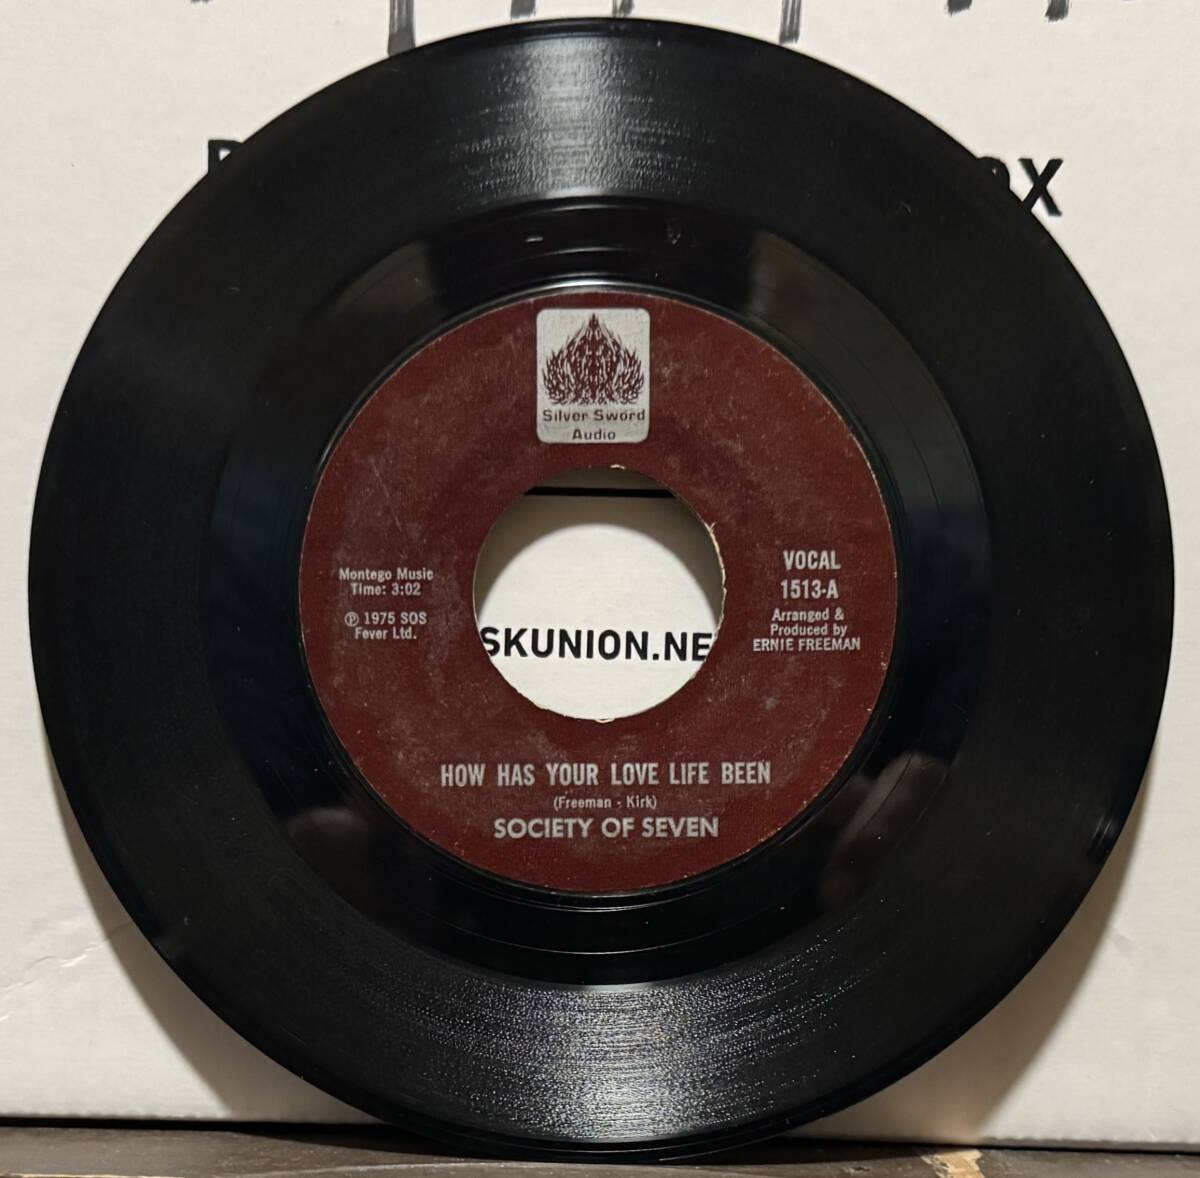 Silver Sword
Audio
Montego Music
Time: 3:02
℗ 1975 SOS
Fever Ltd.
VOCAL
1513-A
Arranged &
Produced by
ERNIE FREEMAN
SKUNION.NE
HOW HAS YOUR LOVE LIFE BEEN
(Freeman - Kirk)
SOCIETY OF SEVEN